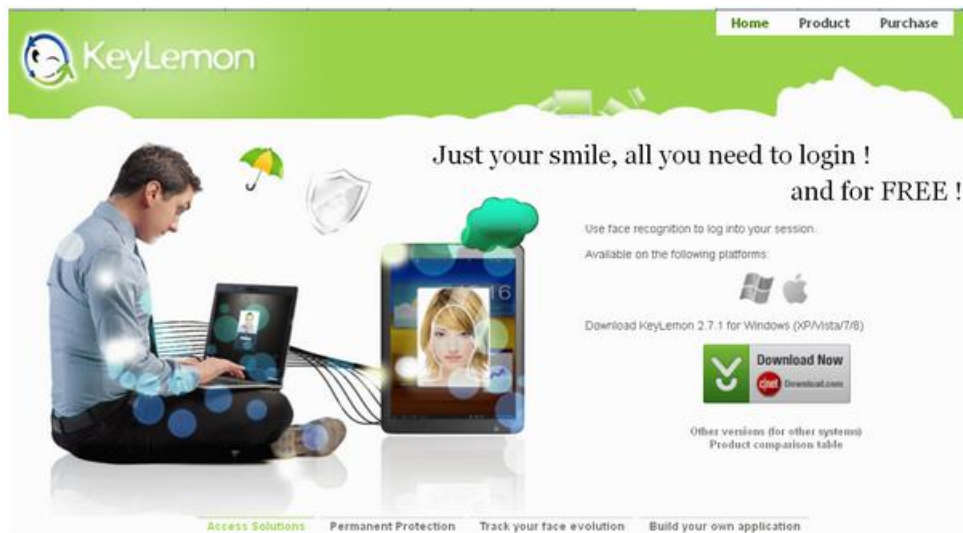 Home Product Purchase
KeyLemon
Just your smile, all you need to login !
and for FREE !
Use face recognition to log into your session.
Available on the following platforms:
16
Download KeyLemon 2.7.1 for Windows (XP/Vista/7/8)
Download Now
cjnet Download.com
Other versions (for other systems)
Product comparison table
Access Solutions Permanent Protection Track your face evolution Build your own application